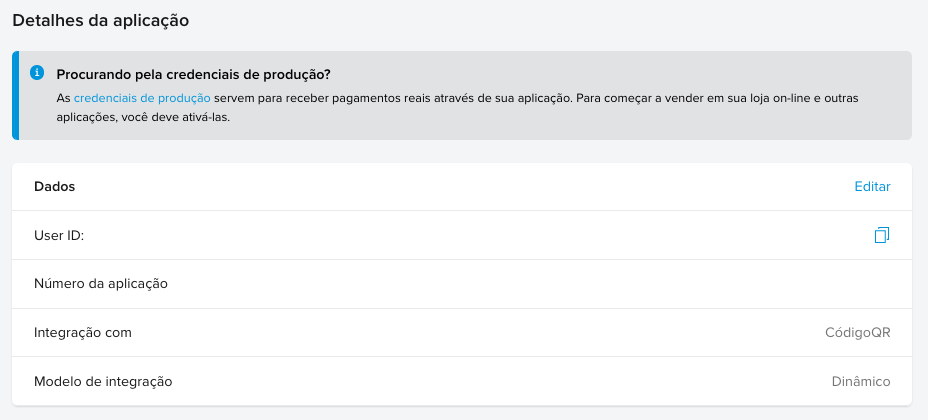 Detalhes da aplicação
Procurando pela credenciais de produção?
As credenciais de produção servem para receber pagamentos reais através de sua aplicação. Para começar a vender em sua loja on-line e outras
aplicações, você deve ativá-las.
Dados Editar
User ID:
Número da aplicação
Integração com CódigoQR
Modelo de integração Dinâmico